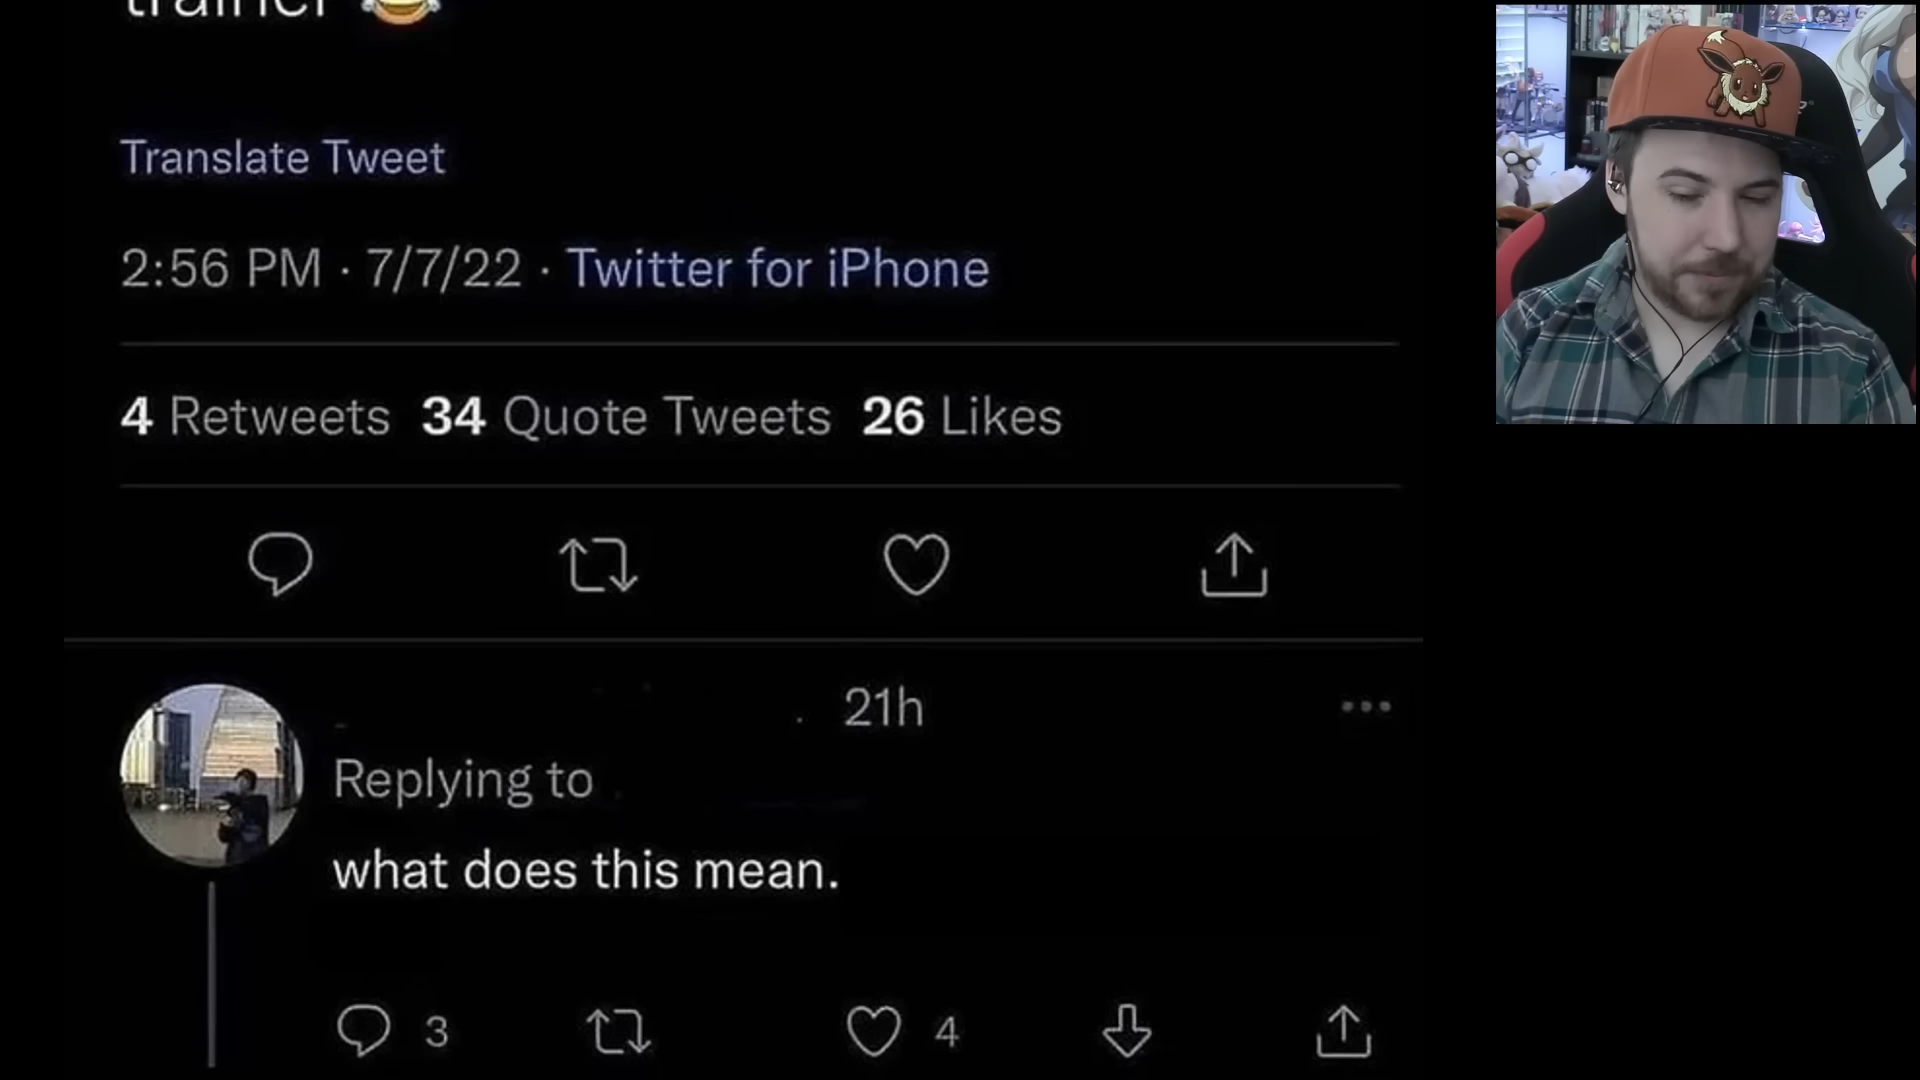 trainer 😂
Translate Tweet
2:56 PM · 7/7/22 · Twitter for iPhone
4 Retweets 34 Quote Tweets 26 Likes
21h
Replying to
what does this mean.
3 4